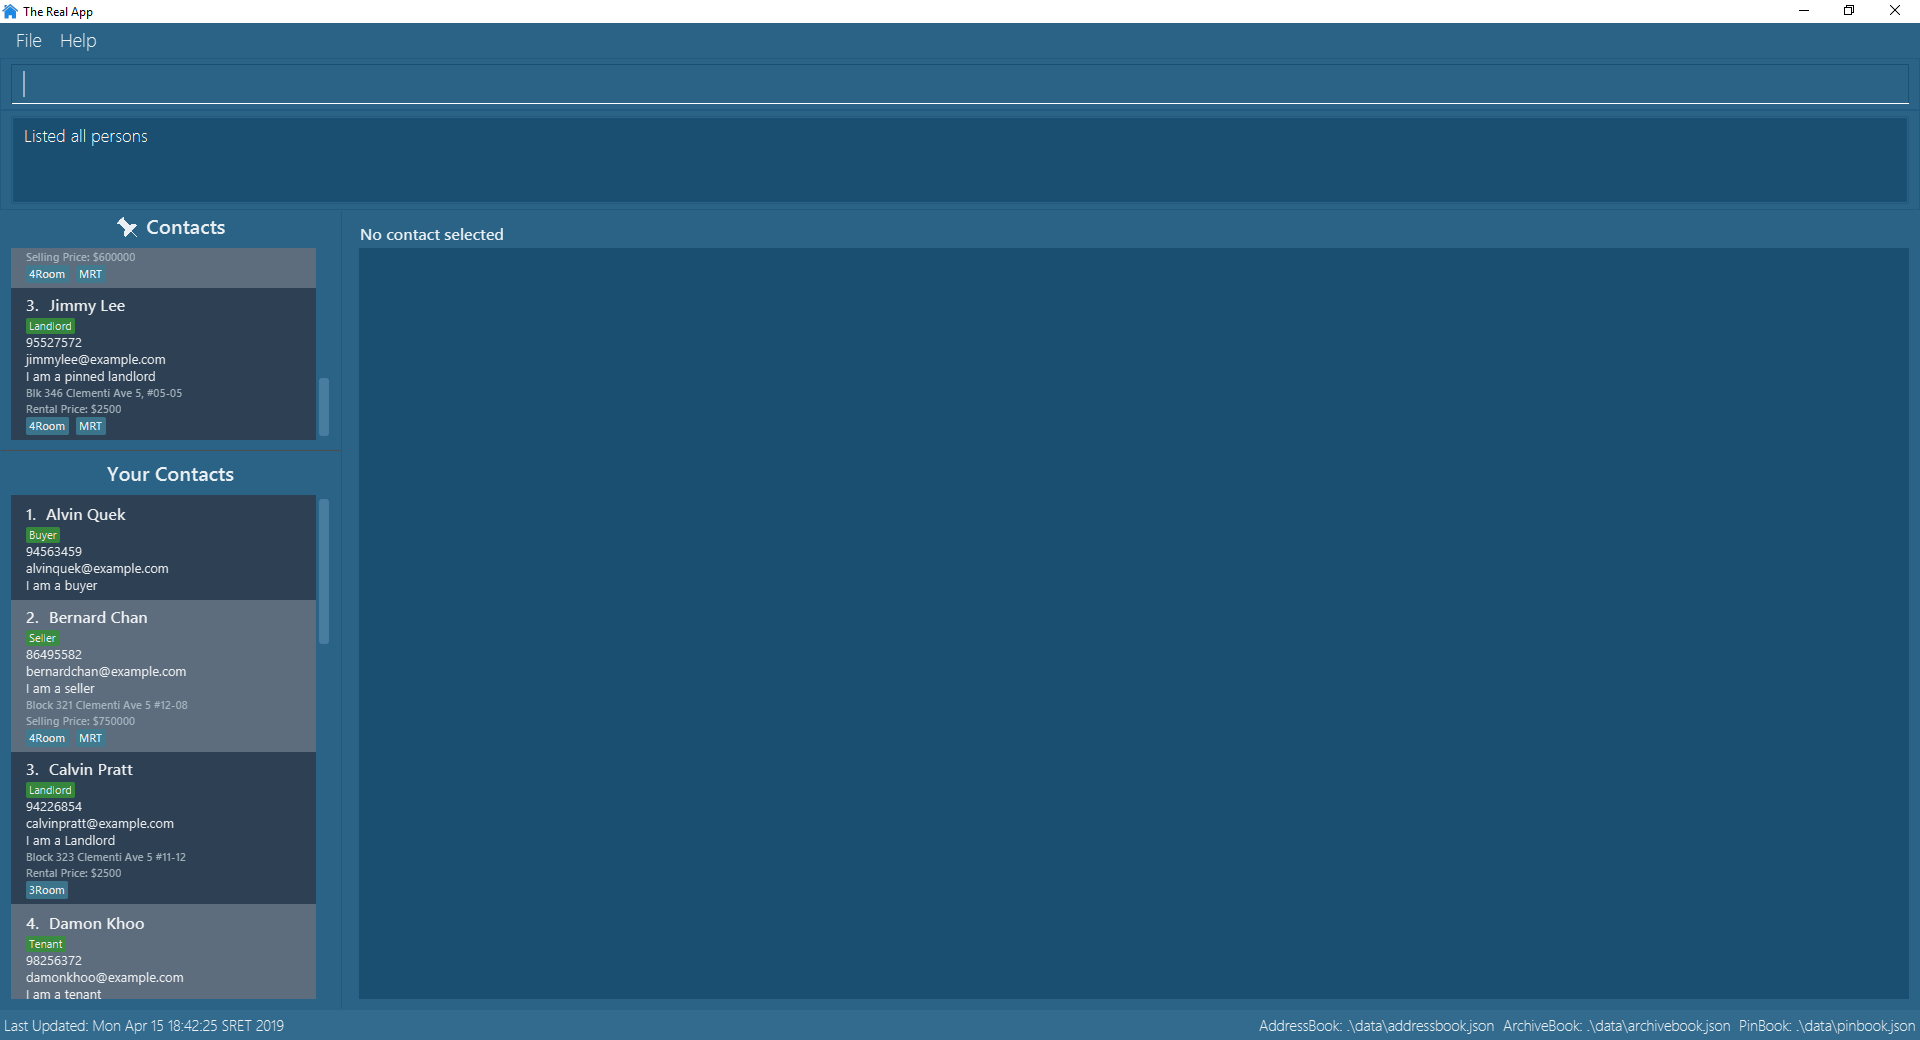 The Real App
File Help
Listed all persons
Contacts
Selling Price: $600000
4Room MRT
3. Jimmy Lee
Landlord
95527572
jimmylee@example.com
I am a pinned landlord
Blk 346 Clementi Ave 5, #05-05
Rental Price: $2500
4Room MRT
Your Contacts
1. Alvin Quek
Buyer
94563459
alvinquek@example.com
I am a buyer
2. Bernard Chan
Seller
86495582
bernardchan@example.com
I am a seller
Block 321 Clementi Ave 5 #12-08
Selling Price: $750000
4Room MRT
3. Calvin Pratt
Landlord
94226854
calvinpratt@example.com
I am a Landlord
Block 323 Clementi Ave 5 #11-12
Rental Price: $2500
3Room
4. Damon Khoo
Tenant
98256372
damonkhoo@example.com
I am a tenant
No contact selected
Last Updated: Mon Apr 15 18:42:25 SRET 2019
AddressBook: .\data\addressbook.json ArchiveBook: .\data\archivebook.json PinBook: .\data\pinbook.json